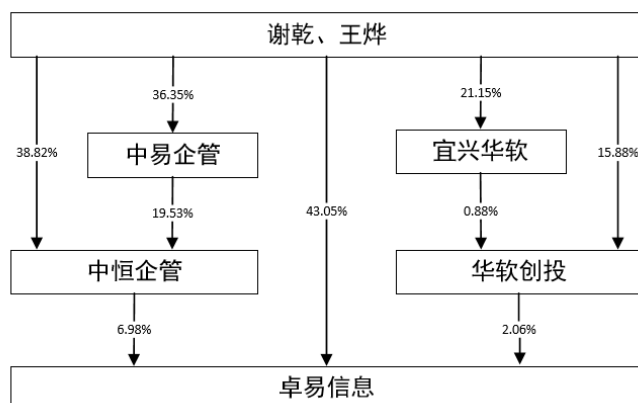 谢乾、王烨
36.35%
21.15%
38.82%
中易企管
宜兴华软
15.88%
19.53%
43.05%
0.88%
中恒企管
华软创投
6.98%
2.06%
卓易信息